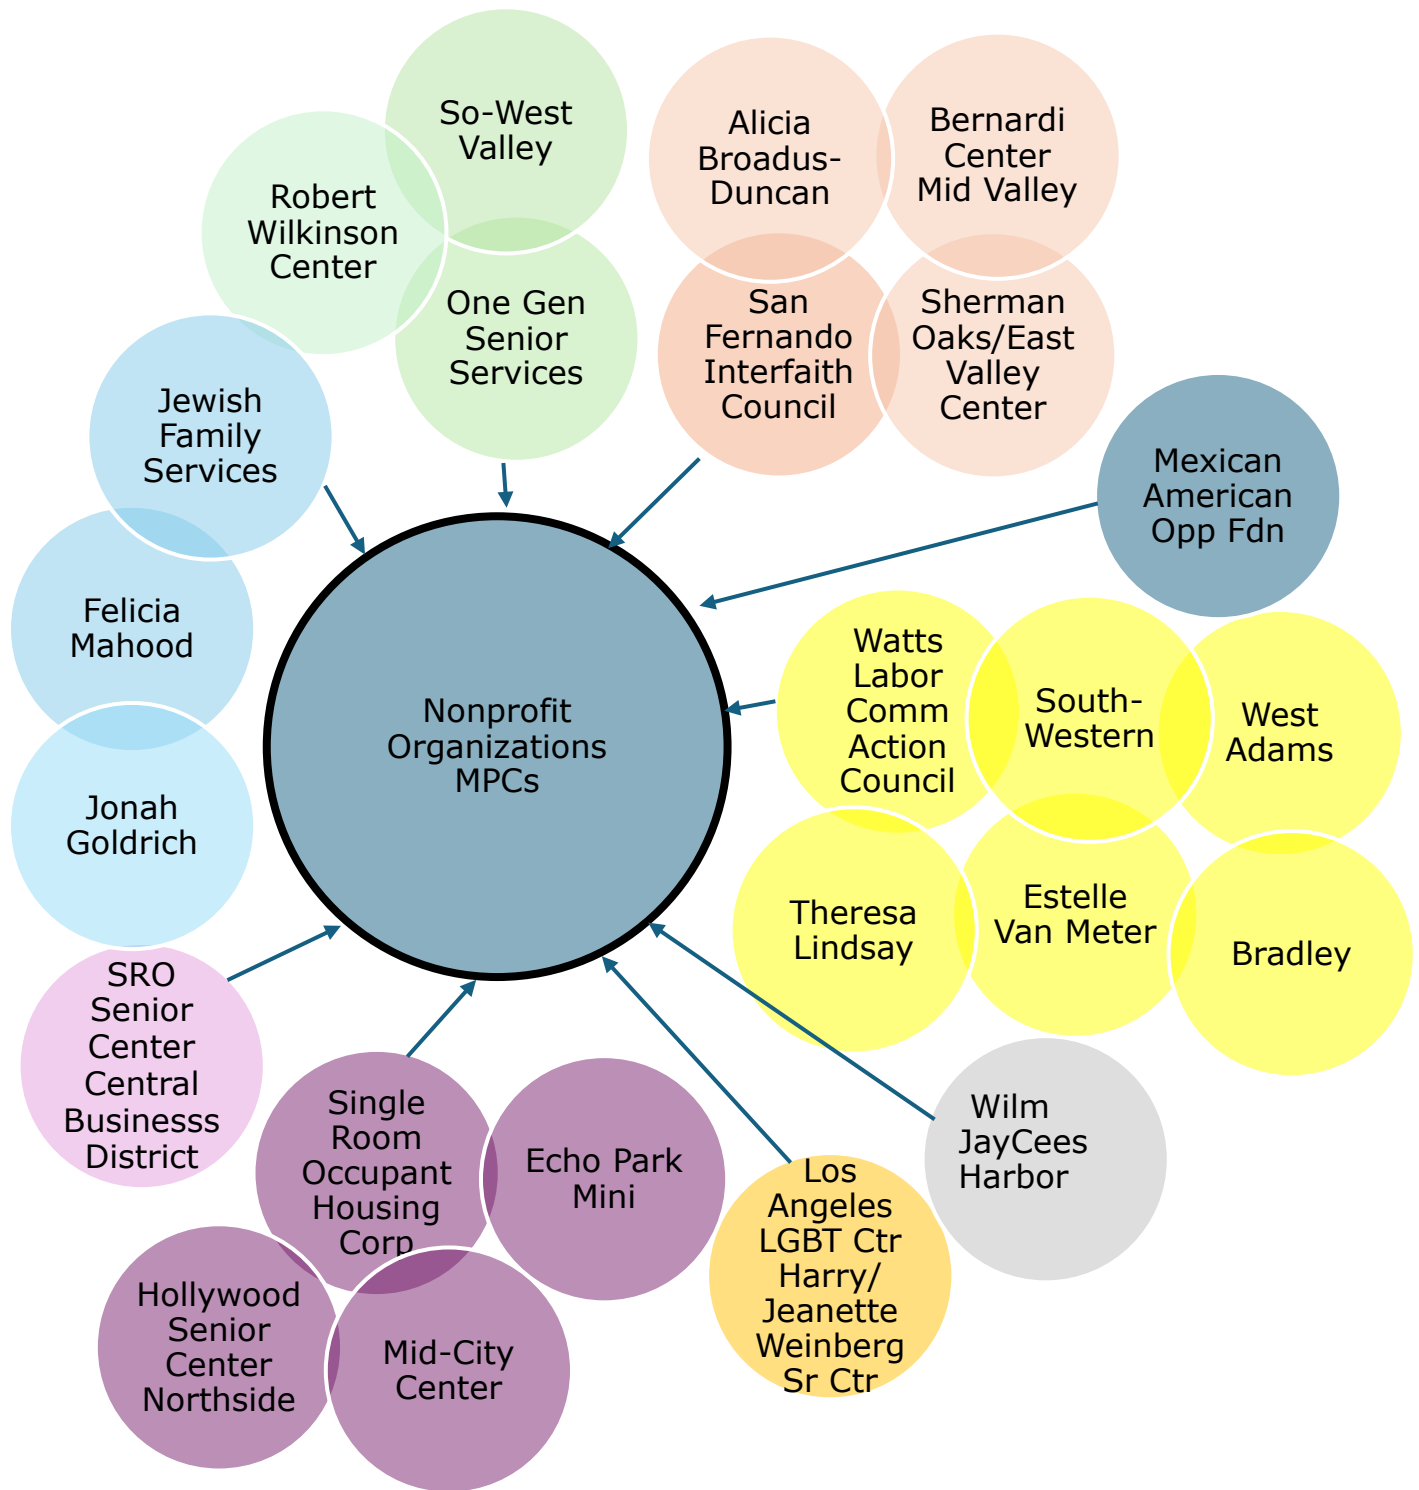 So-West
Valley
Robert
Wilkinson
Center
One Gen
Senior
Services
Alicia
Broadus-
Duncan
Bernardi
Center
Mid Valley
San
Fernando
Interfaith
Council
Sherman
Oaks/East
Valley
Center
Jewish
Family
Services
Felicia
Mahood
Jonah
Goldrich
Mexican
American
Opp Fdn
Nonprofit
Organizations
MPCs
Watts
Labor
Comm
Action
Council
South-
Western
West
Adams
Theresa
Lindsay
Estelle
Van Meter
Bradley
SRO
Senior
Center
Central
Businesss
District
Single
Room
Occupant
Housing
Corp
Echo Park
Mini
Hollywood
Senior
Center
Northside
Mid-City
Center
Los
Angeles
LGBT Ctr
Harry/
Jeanette
Weinberg
Sr Ctr
Wilm
JayCees
Harbor